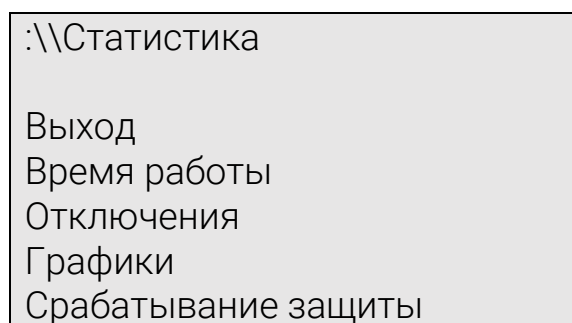 :\\Статистика
Выход
Время работы
Отключения
Графики
Срабатывание защиты